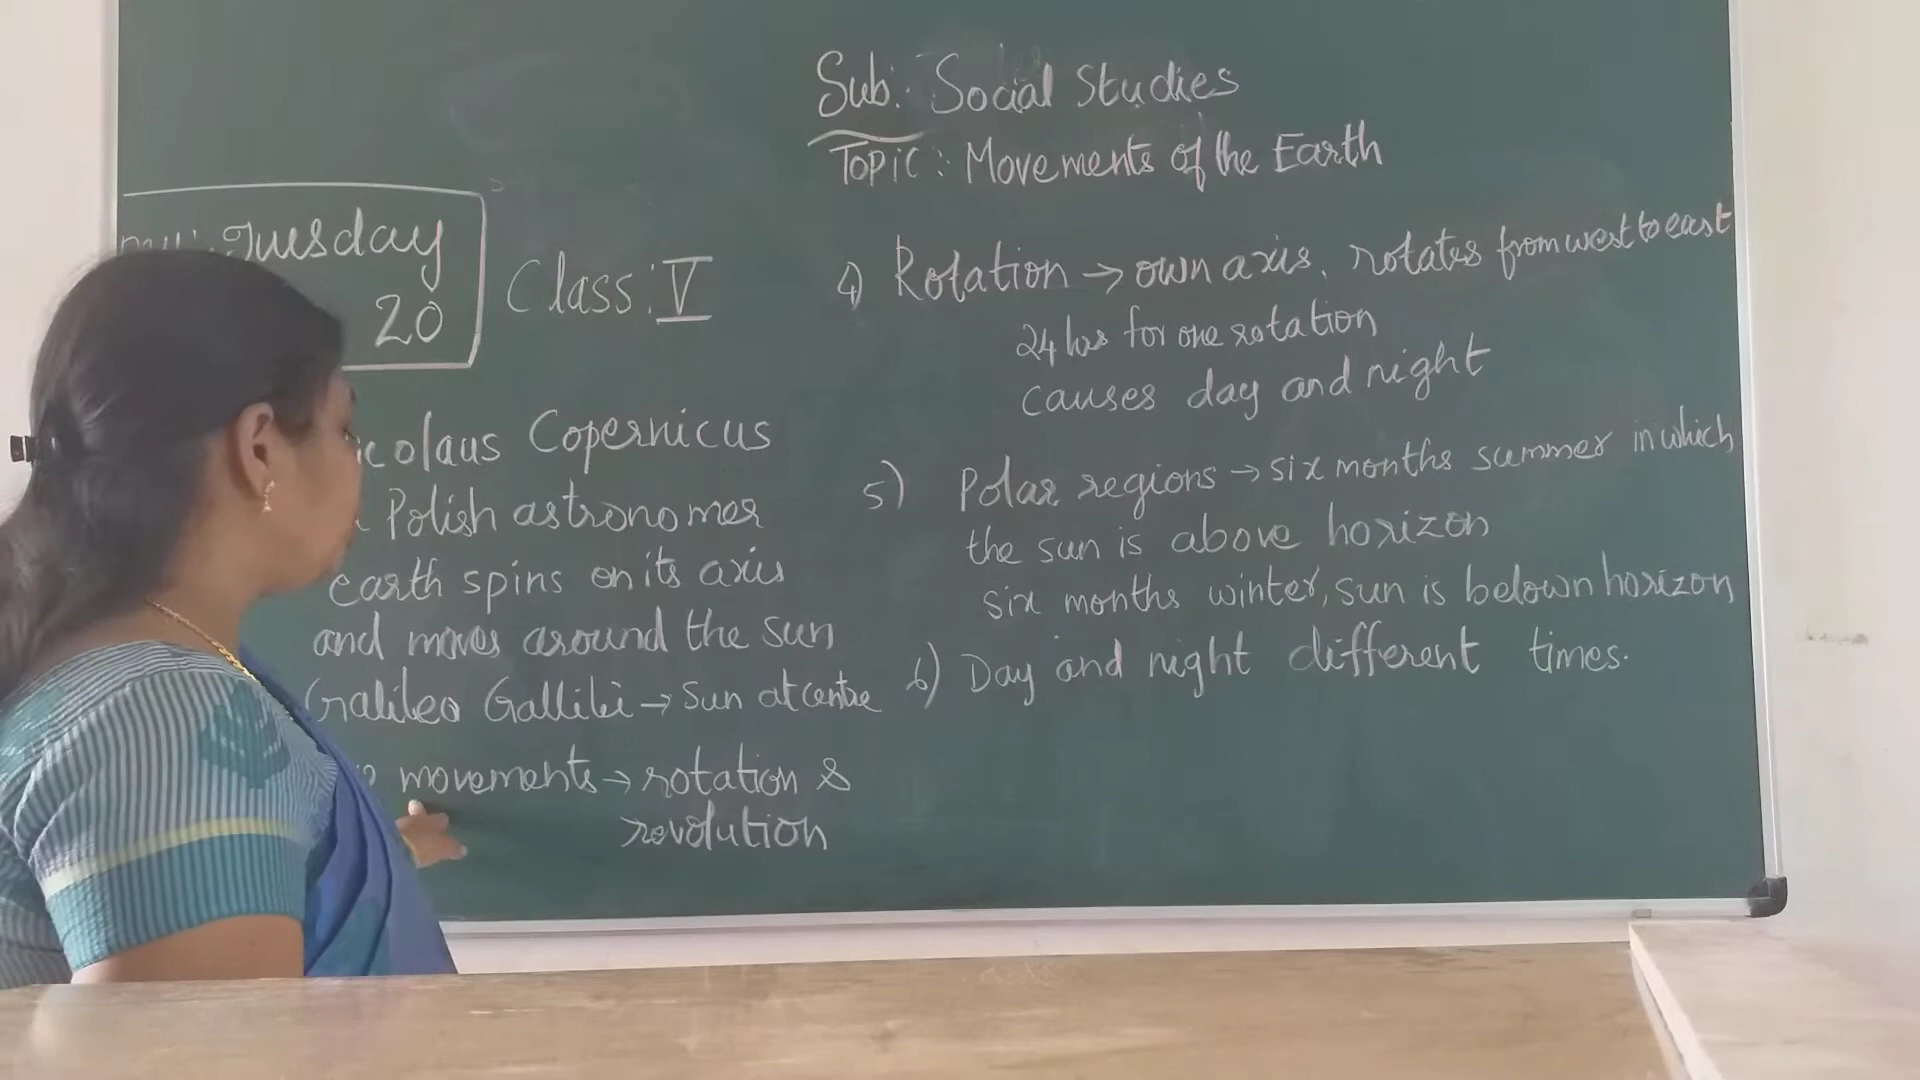 Sub: Social Studies
Topic: Movements of the Earth
Tuesday
20
Class: V
colaus Copernicus
Polish astronomer
earth spins on its axis
and moves around the sun
Galileo Gallilei → Sun at centre
movements → rotation &
revolution
4) Rotation → own axis, rotates from west to east
24 hrs for one rotation
causes day and night
5) Polar regions → six months summer in which
the sun is above horizon
six months winter, sun is belown horizon
6) Day and night different times.